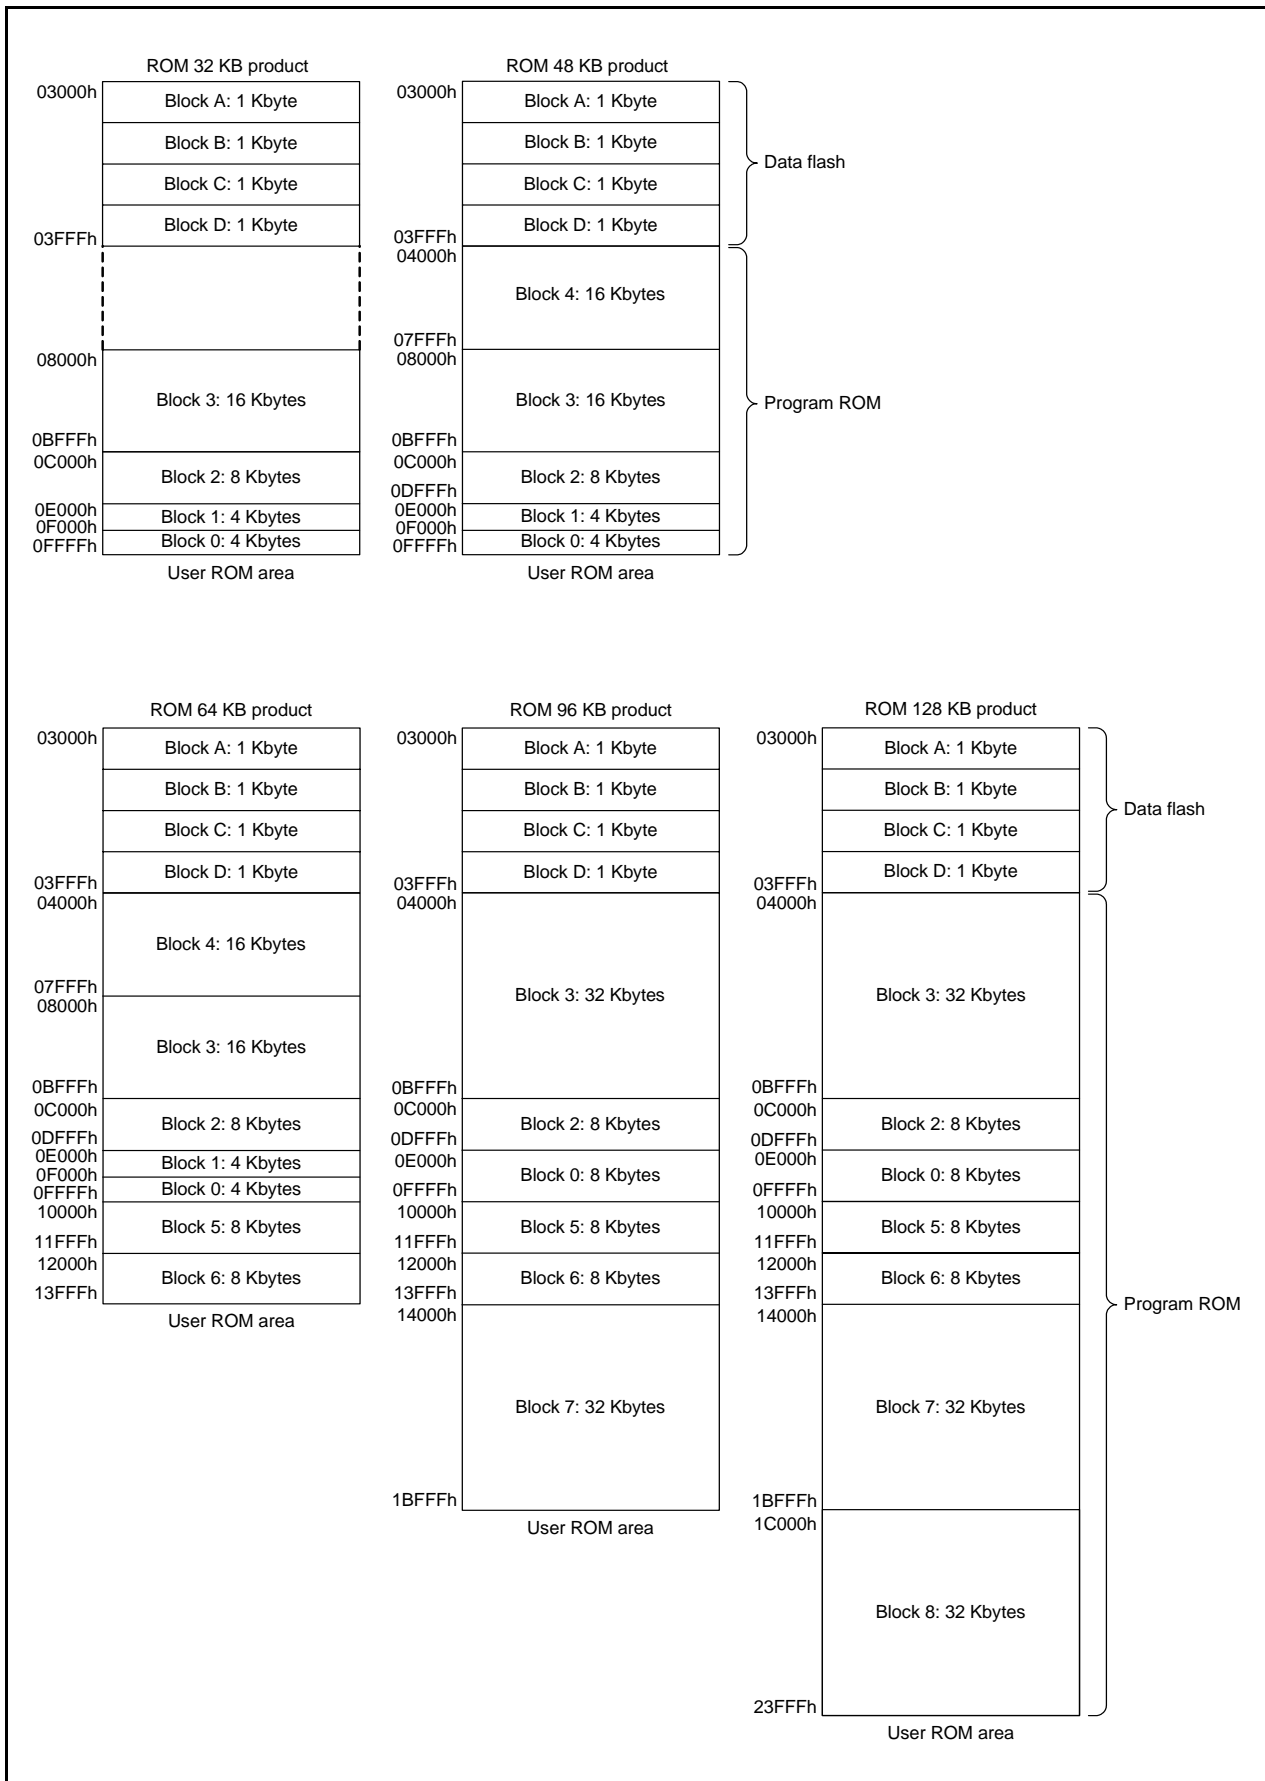 ROM 32 KB product
03000h
Block A: 1 Kbyte
Block B: 1 Kbyte
Block C: 1 Kbyte
Block D: 1 Kbyte
03FFFh
08000h
Block 3: 16 Kbytes
0BFFFh
0C000h
Block 2: 8 Kbytes
0E000h
Block 1: 4 Kbytes
0F000h
Block 0: 4 Kbytes
0FFFFh
User ROM area
ROM 48 KB product
03000h
Block A: 1 Kbyte
Block B: 1 Kbyte
Block C: 1 Kbyte
Block D: 1 Kbyte
03FFFh
04000h
Block 4: 16 Kbytes
07FFFh
08000h
Block 3: 16 Kbytes
0BFFFh
0C000h
Block 2: 8 Kbytes
0DFFFh
0E000h
Block 1: 4 Kbytes
0F000h
Block 0: 4 Kbytes
0FFFFh
User ROM area
Data flash
Program ROM
ROM 64 KB product
03000h
Block A: 1 Kbyte
Block B: 1 Kbyte
Block C: 1 Kbyte
Block D: 1 Kbyte
03FFFh
04000h
Block 4: 16 Kbytes
07FFFh
08000h
Block 3: 16 Kbytes
0BFFFh
0C000h
Block 2: 8 Kbytes
0DFFFh
0E000h
Block 1: 4 Kbytes
0F000h
Block 0: 4 Kbytes
0FFFFh
10000h
Block 5: 8 Kbytes
11FFFh
12000h
Block 6: 8 Kbytes
13FFFh
User ROM area
ROM 96 KB product
03000h
Block A: 1 Kbyte
Block B: 1 Kbyte
Block C: 1 Kbyte
Block D: 1 Kbyte
03FFFh
04000h
Block 3: 32 Kbytes
0BFFFh
0C000h
Block 2: 8 Kbytes
0DFFFh
0E000h
Block 0: 8 Kbytes
0FFFFh
10000h
Block 5: 8 Kbytes
11FFFh
12000h
Block 6: 8 Kbytes
13FFFh
14000h
Block 7: 32 Kbytes
1BFFFh
User ROM area
ROM 128 KB product
03000h
Block A: 1 Kbyte
Block B: 1 Kbyte
Block C: 1 Kbyte
Block D: 1 Kbyte
03FFFh
04000h
Block 3: 32 Kbytes
0BFFFh
0C000h
Block 2: 8 Kbytes
0DFFFh
0E000h
Block 0: 8 Kbytes
0FFFFh
10000h
Block 5: 8 Kbytes
11FFFh
12000h
Block 6: 8 Kbytes
13FFFh
14000h
Block 7: 32 Kbytes
1BFFFh
1C000h
Block 8: 32 Kbytes
23FFFh
User ROM area
Data flash
Program ROM